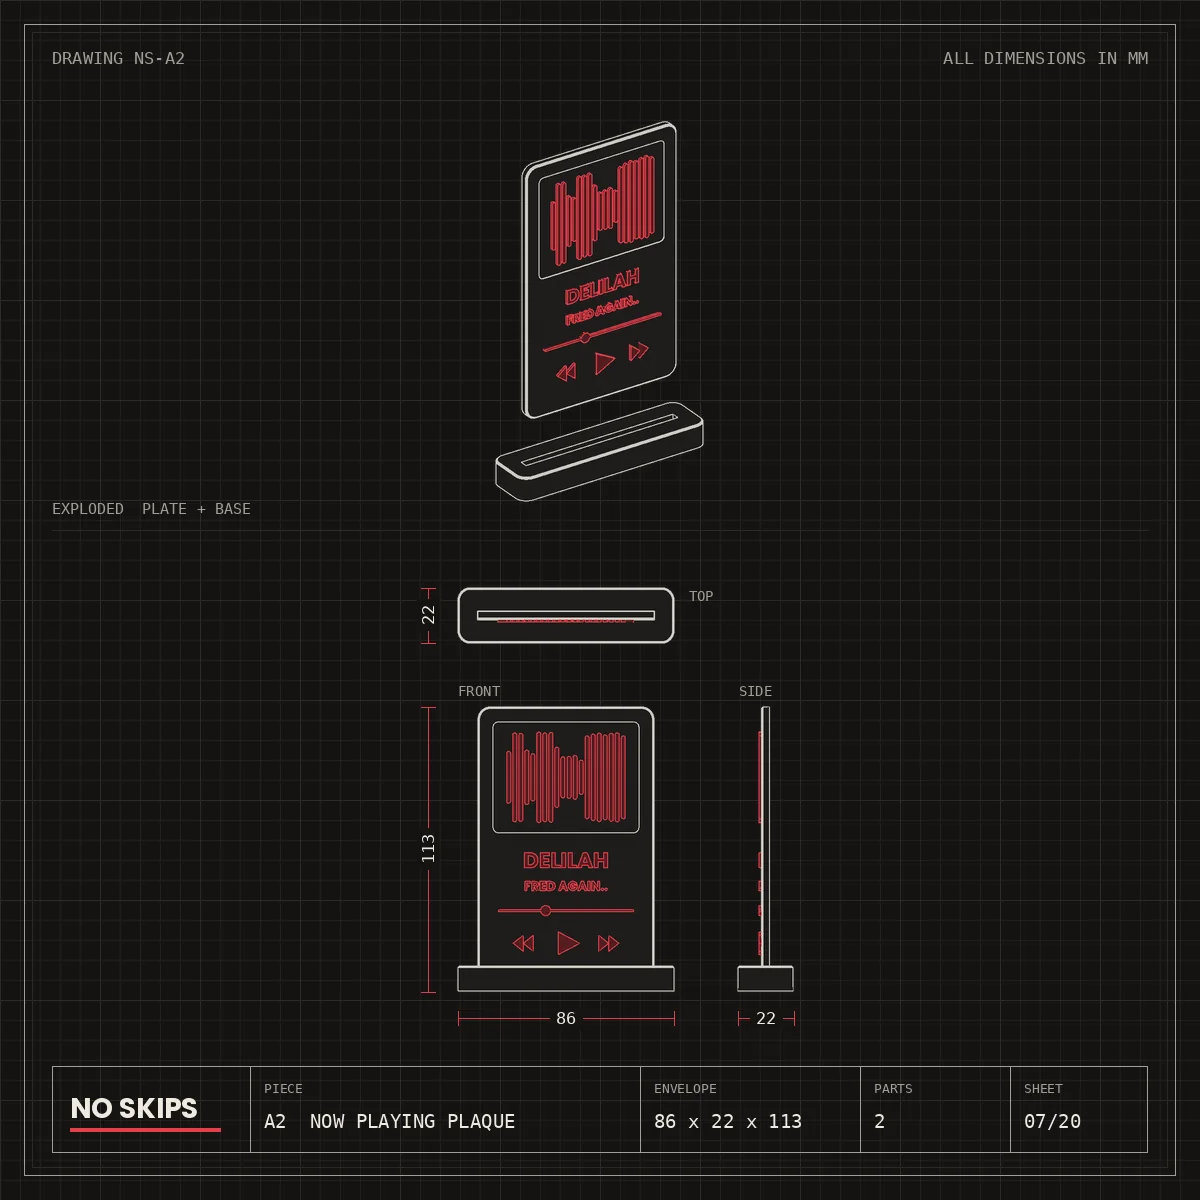 DRAWING NS-A2
ALL DIMENSIONS IN MM
DELILAH
FRED AGAIN..
EXPLODED  PLATE + BASE
22
TOP
FRONT
SIDE
113
DELILAH
FRED AGAIN..
86
22
NO SKIPS
PIECE
A2  NOW PLAYING PLAQUE
ENVELOPE
86 x 22 x 113
PARTS
2
SHEET
07/20